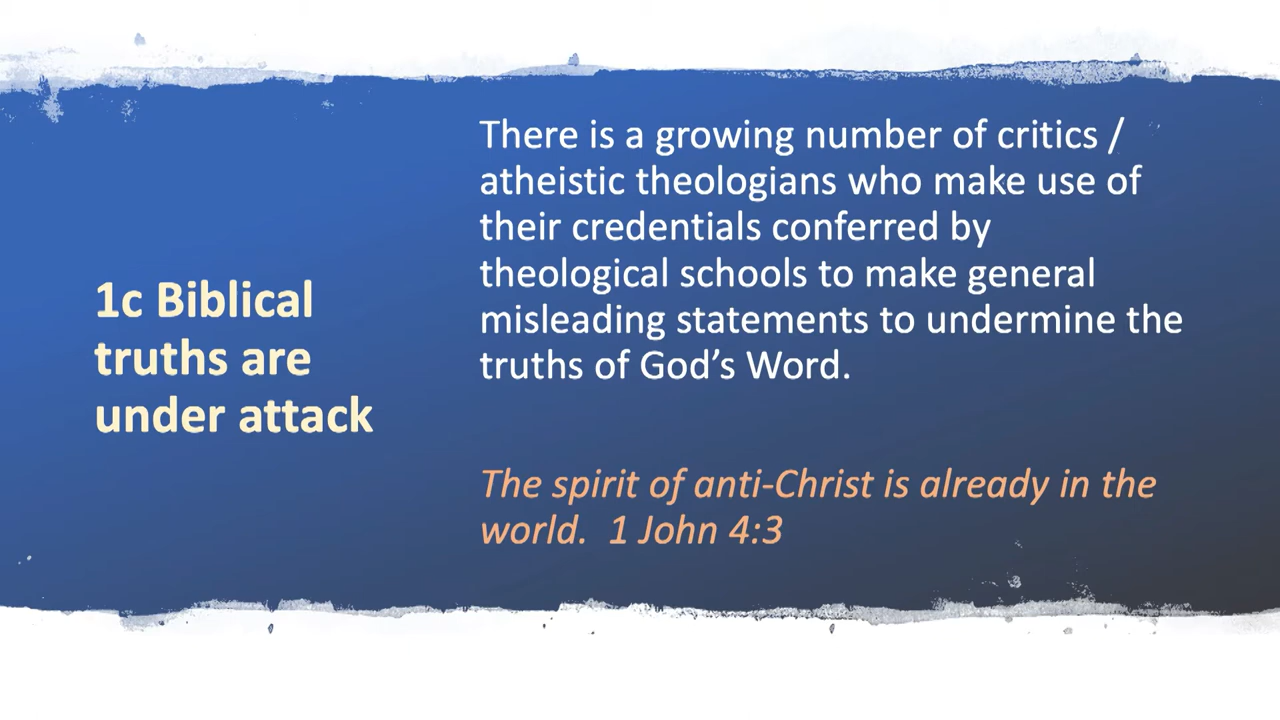 1c Biblical
truths are
under attack
There is a growing number of critics /
atheistic theologians who make use of
their credentials conferred by
theological schools to make general
misleading statements to undermine the
truths of God’s Word.
The spirit of anti-Christ is already in the
world.  1 John 4:3